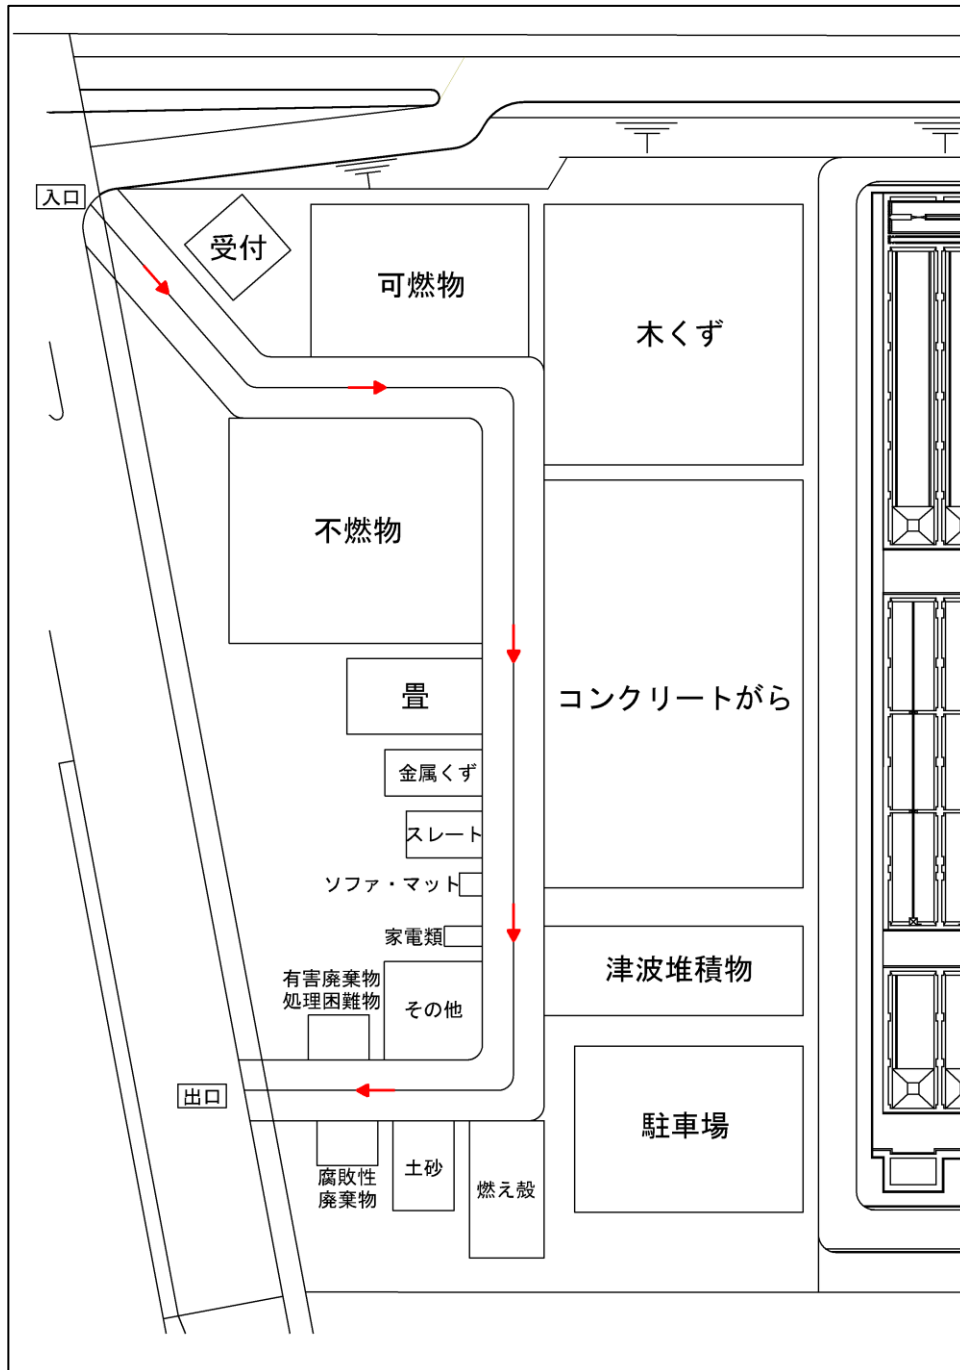 入口
受付
可燃物
木くず
不燃物
畳
コンクリートがら
金属くず
スレート
ソファ・マット
家電類
有害廃棄物
処理困難物
その他
津波堆積物
出口
駐車場
腐敗性
廃棄物
土砂
燃え殻